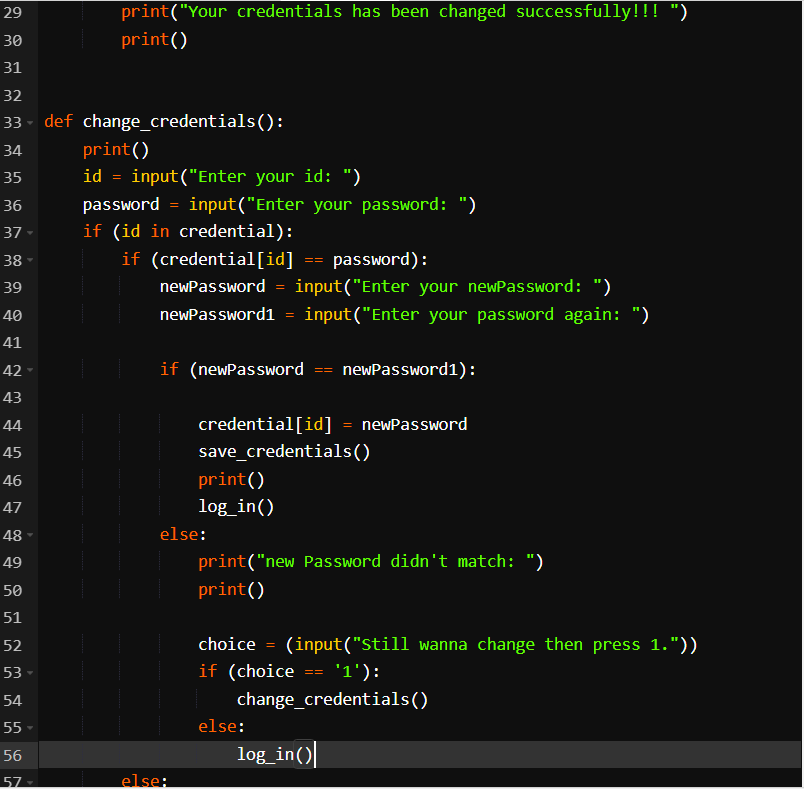 29 print("Your credentials has been changed successfully!!! ")
30 print()
31
32
33 def change_credentials():
34 print()
35 id = input("Enter your id: ")
36 password = input("Enter your password: ")
37 if (id in credential):
38 if (credential[id] == password):
39 newPassword = input("Enter your newPassword: ")
40 newPassword1 = input("Enter your password again: ")
41
42 if (newPassword == newPassword1):
43
44 credential[id] = newPassword
45 save_credentials()
46 print()
47 log_in()
48 else:
49 print("new Password didn't match: ")
50 print()
51
52 choice = (input("Still wanna change then press 1."))
53 if (choice == '1'):
54 change_credentials()
55 else:
56 log_in()
57 else: